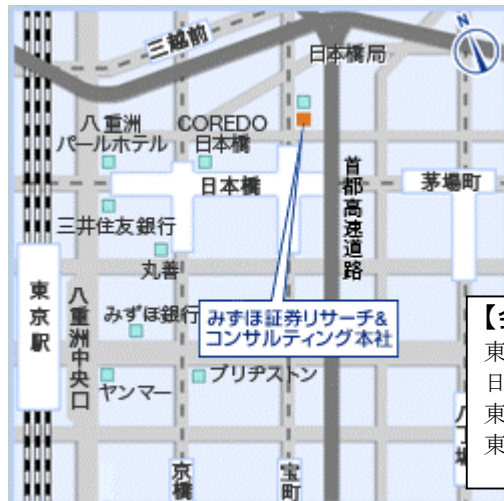 N
三越前
日本橋局
八重洲
パールホテル
COREDO
日本橋
日本橋
首都高速道路
茅場町
三井住友銀行
丸善
東京駅
八重洲中央口
みずほ銀行
みずほ証券リサーチ&
コンサルティング本社
ヤンマー
ブリヂストン
京橋
宝町
【
東
日
東
東